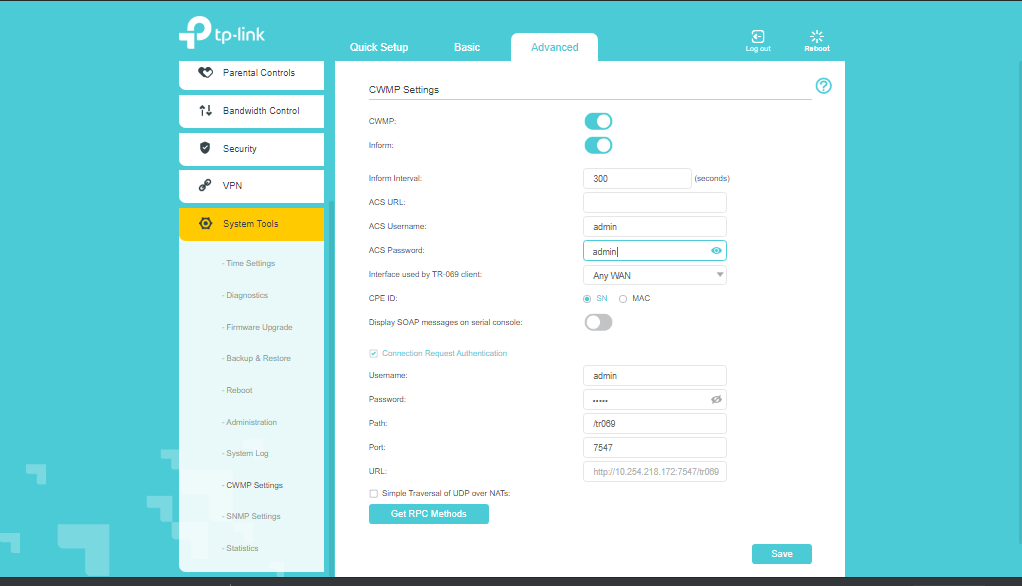 tp-link
Quick Setup
Basic
Advanced
Log out
Reboot
Parental Controls
Bandwidth Control
Security
VPN
System Tools
- Time Settings
- Diagnostics
- Firmware Upgrade
- Backup & Restore
- Reboot
- Administration
- System Log
- CWMP Settings
- SNMP Settings
- Statistics
CWMP Settings
?
CWMP:
Inform:
Inform Interval: 300 (seconds)
ACS URL:
ACS Username: admin
ACS Password: admin
Interface used by TR-069 client: Any WAN
CPE ID: SN MAC
Display SOAP messages on serial console:
Connection Request Authentication
Username: admin
Password: •••••
Path: /tr069
Port: 7547
URL: http://10.254.218.172:7547/tr069
Simple Traversal of UDP over NATs:
Get RPC Methods
Save